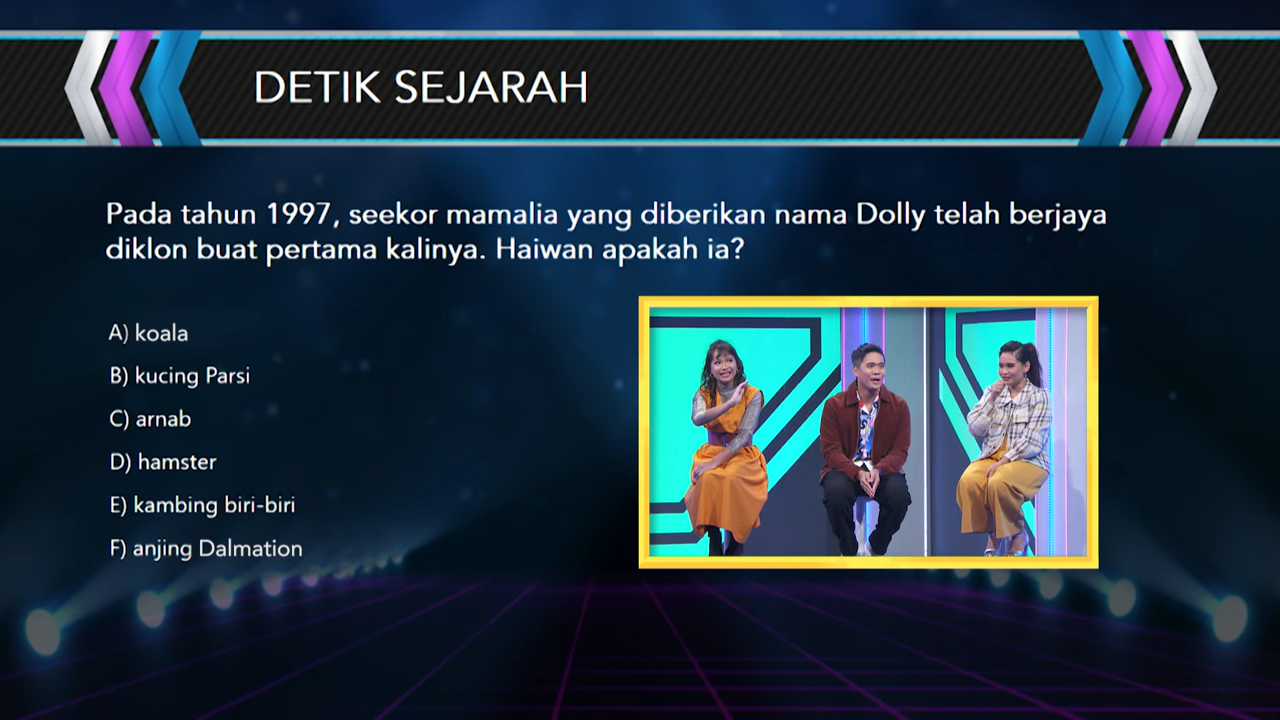 DETIK SEJARAH
Pada tahun 1997, seekor mamalia yang diberikan nama Dolly telah berjaya
diklon buat pertama kalinya. Haiwan apakah ia?
A) koala
B) kucing Parsi
C) arnab
D) hamster
E) kambing biri-biri
F) anjing Dalmation